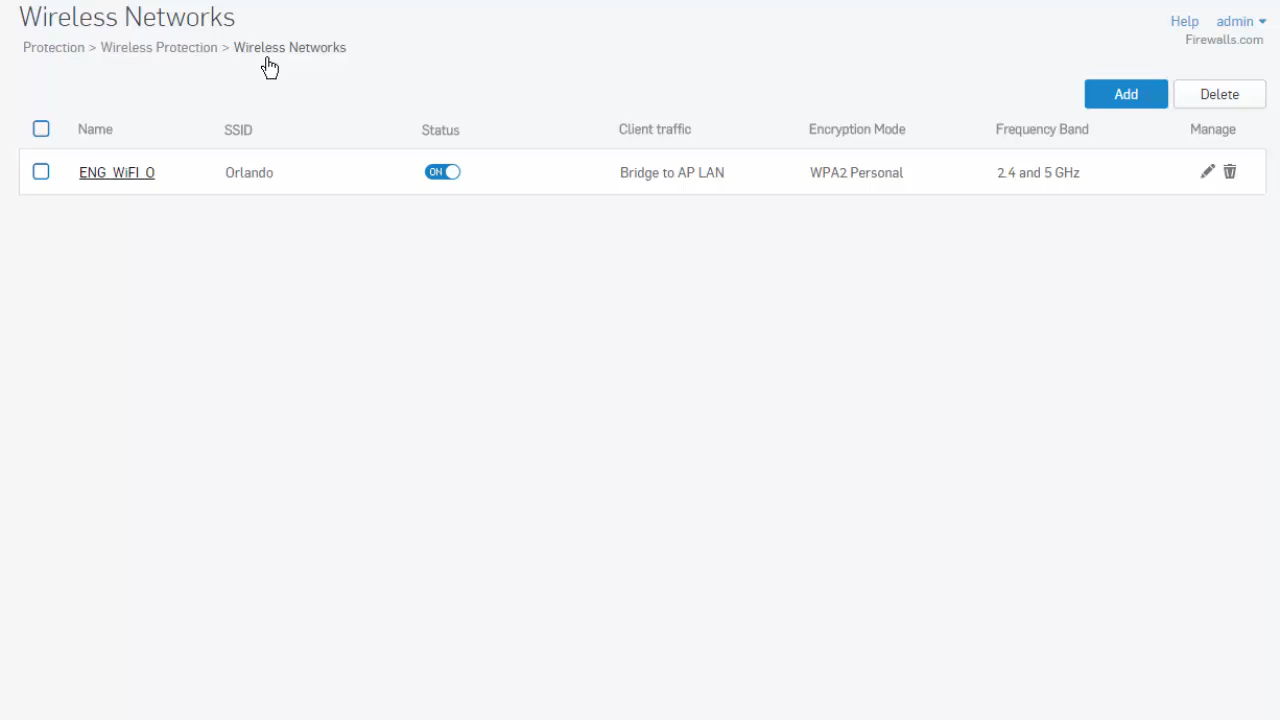 Wireless Networks
Help admin
Protection > Wireless Protection > Wireless Networks
Firewalls.com
Add Delete
Name SSID Status Client traffic Encryption Mode Frequency Band Manage
ENG_WiFI_O Orlando ON Bridge to AP LAN WPA2 Personal 2.4 and 5 GHz